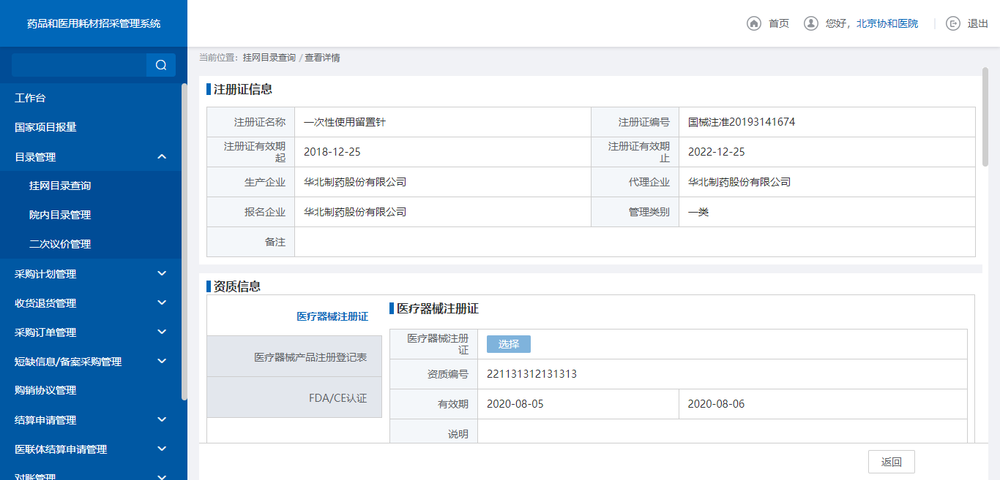 药品和医用耗材招采管理系统
首页 您好，北京协和医院 退出
当前位置：挂网目录查询 / 查看详情
工作台
国家项目报量
目录管理
挂网目录查询
院内目录管理
二次议价管理
采购计划管理
收货退货管理
采购订单管理
短缺信息/备案采购管理
购销协议管理
结算申请管理
医联体结算申请管理
对账管理
注册证信息
注册证名称 一次性使用留置针 注册证编号 国械注准20193141674
注册证有效期
起
2018-12-25
注册证有效期
止
2022-12-25
生产企业 华北制药股份有限公司 代理企业 华北制药股份有限公司
报名企业 华北制药股份有限公司 管理类别 一类
备注
资质信息
医疗器械注册证
医疗器械产品注册登记表
FDA/CE认证
医疗器械注册证
医疗器械注册
证
选择
资质编号 221131312131313
有效期 2020-08-05 2020-08-06
说明
返回